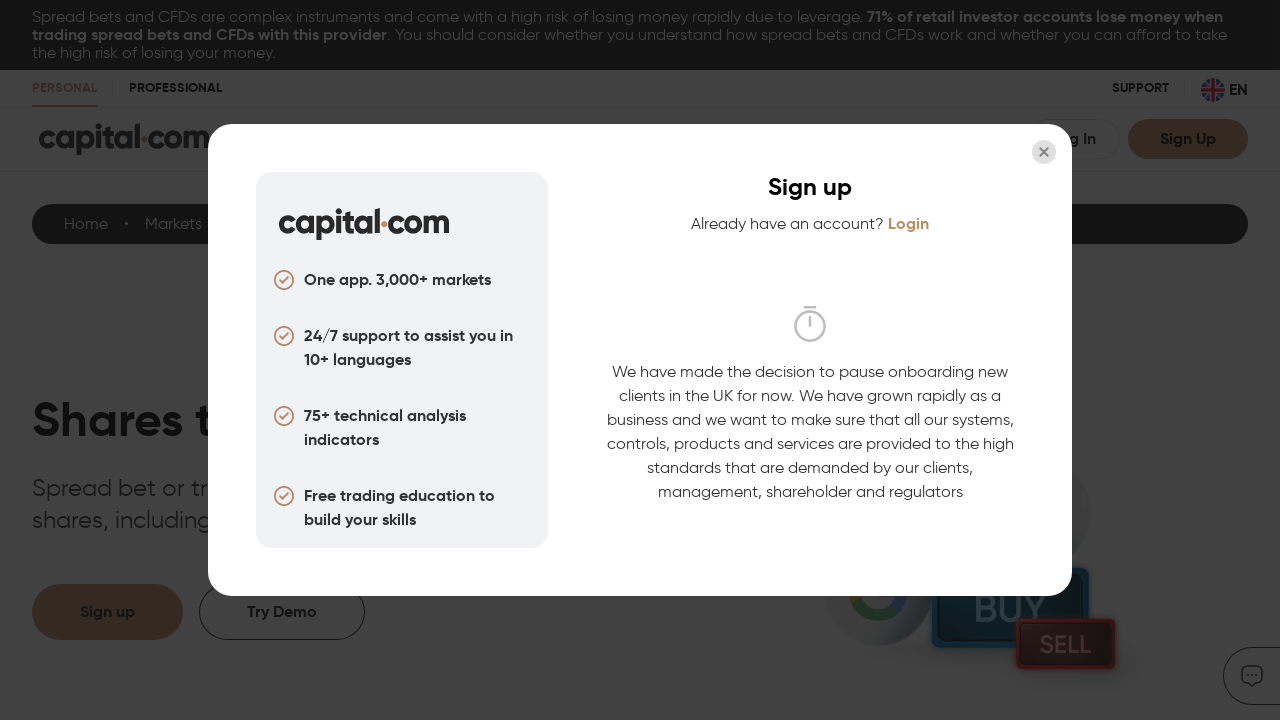 Spread bets and CFDs are complex instruments and come with a high risk of losing money rapidly due to leverage. 71% of retail investor accounts lose money when
trading spread bets and CFDs with this provider. You should consider whether you understand how spread bets and CFDs work and whether you can afford to take
the high risk of losing your money.
PERSONAL PROFESSIONAL SUPPORT EN
capital.com In Sign Up
Home • Markets
Shares
Spread bet or
shares, including
Sign up Try Demo
BUY
SELL
capital.com
One app. 3,000+ markets
24/7 support to assist you in
10+ languages
75+ technical analysis
indicators
Free trading education to
build your skills
Sign up
Already have an account? Login
We have made the decision to pause onboarding new
clients in the UK for now. We have grown rapidly as a
business and we want to make sure that all our systems,
controls, products and services are provided to the high
standards that are demanded by our clients,
management, shareholder and regulators